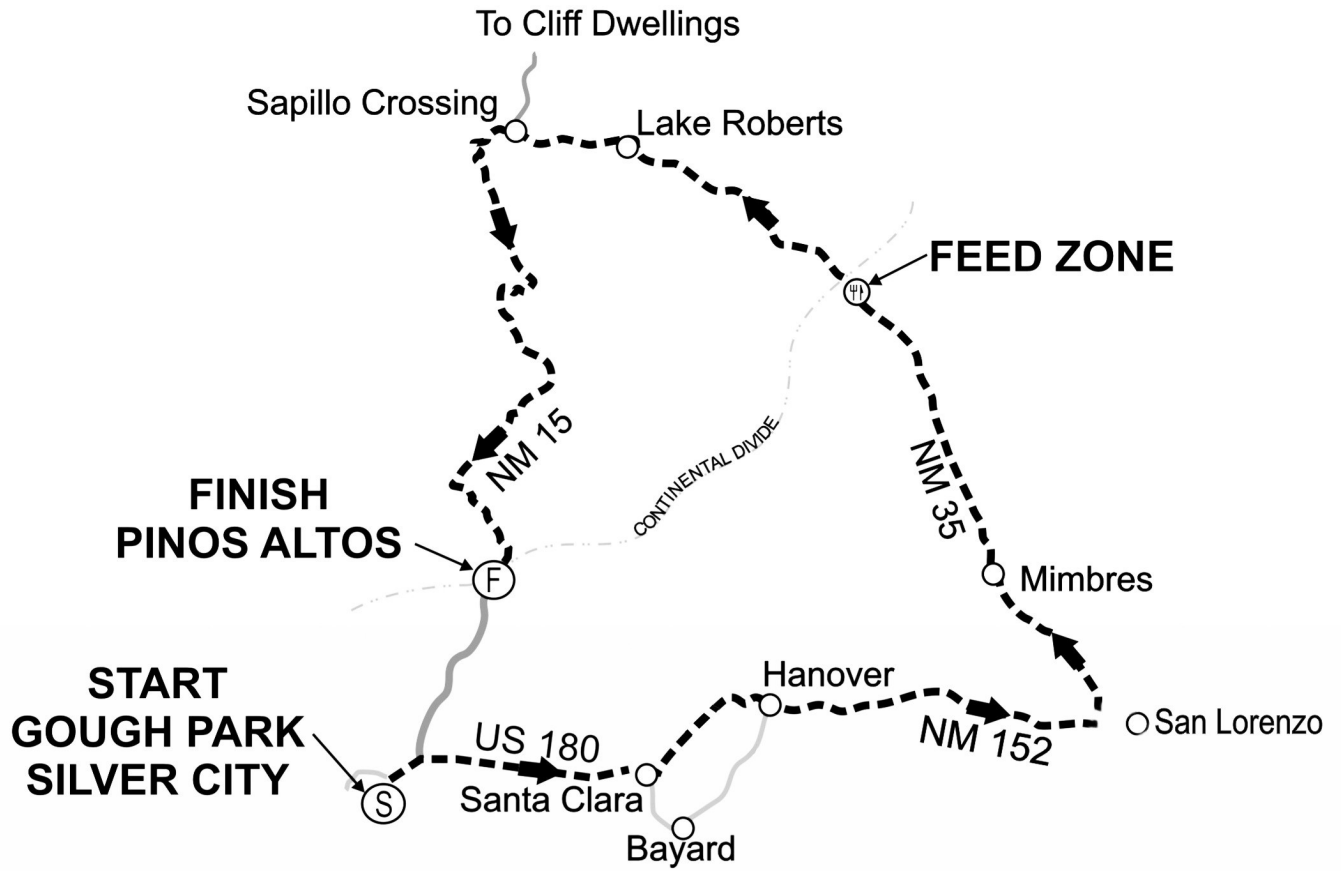 To Cliff Dwellings
Sapillo Crossing
Lake Roberts
FEED ZONE
NM 15
CONTINENTAL DIVIDE
NM 35
FINISH
PINOS ALTOS
F
Mimbres
START
GOUGH PARK
SILVER CITY
S
US 180
Hanover
NM 152
San Lorenzo
Santa Clara
Bayard